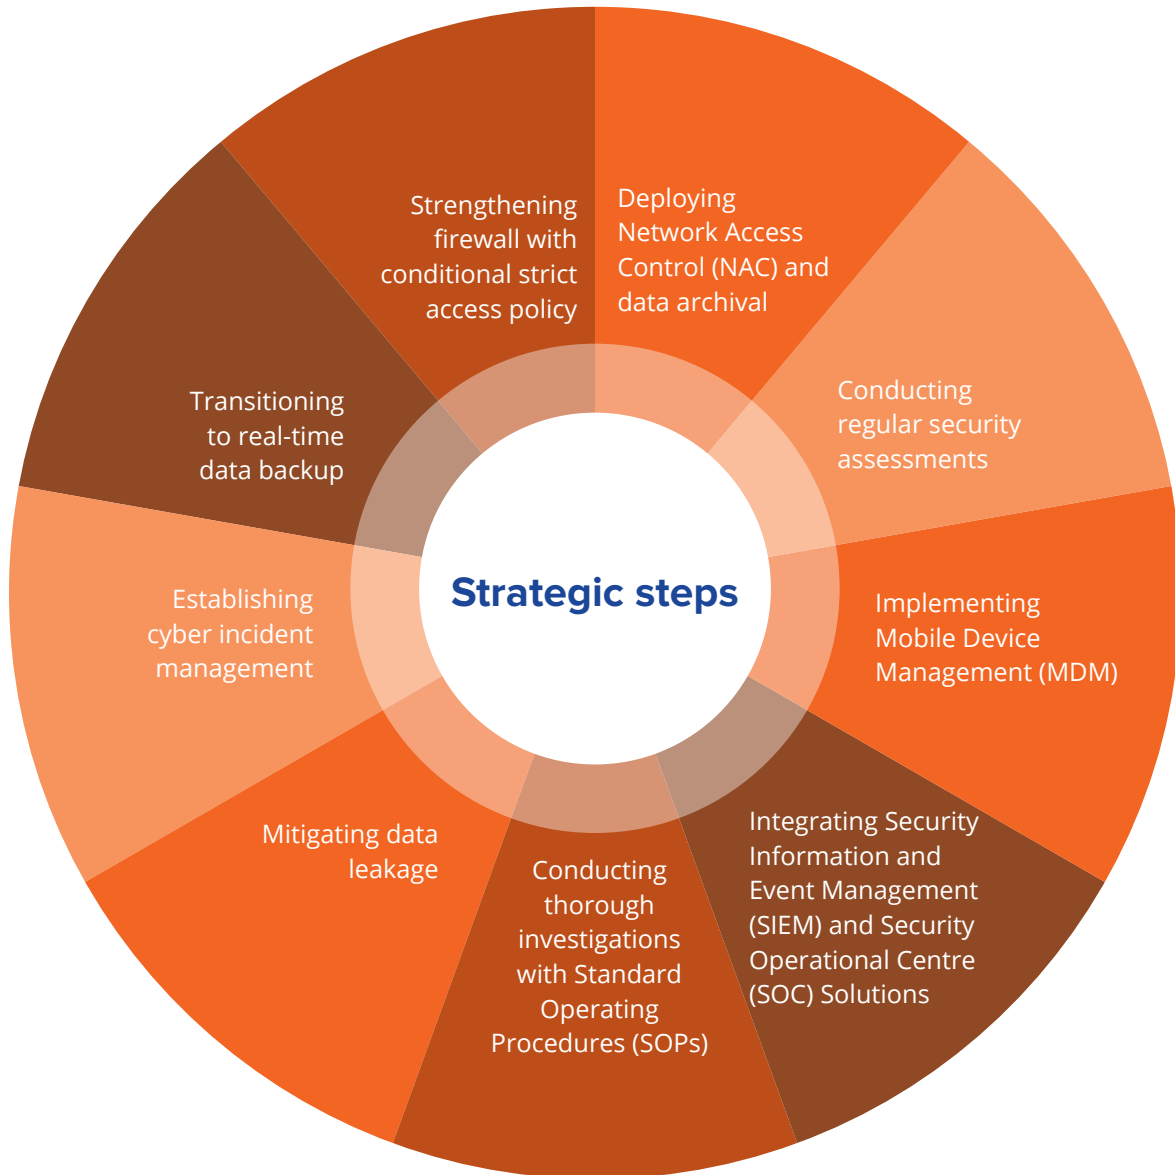 Deploying
Network Access
Control (NAC) and
data archival
Conducting
regular security
assessments
Implementing
Mobile Device
Management (MDM)
Integrating Security
Information and
Event Management
(SIEM) and Security
Operational Centre
(SOC) Solutions
Conducting
thorough
investigations
with Standard
Operating
Procedures (SOPs)
Mitigating data
leakage
Establishing
cyber incident
management
Transitioning
to real-time
data backup
Strengthening
firewall with
conditional strict
access policy
Strategic steps